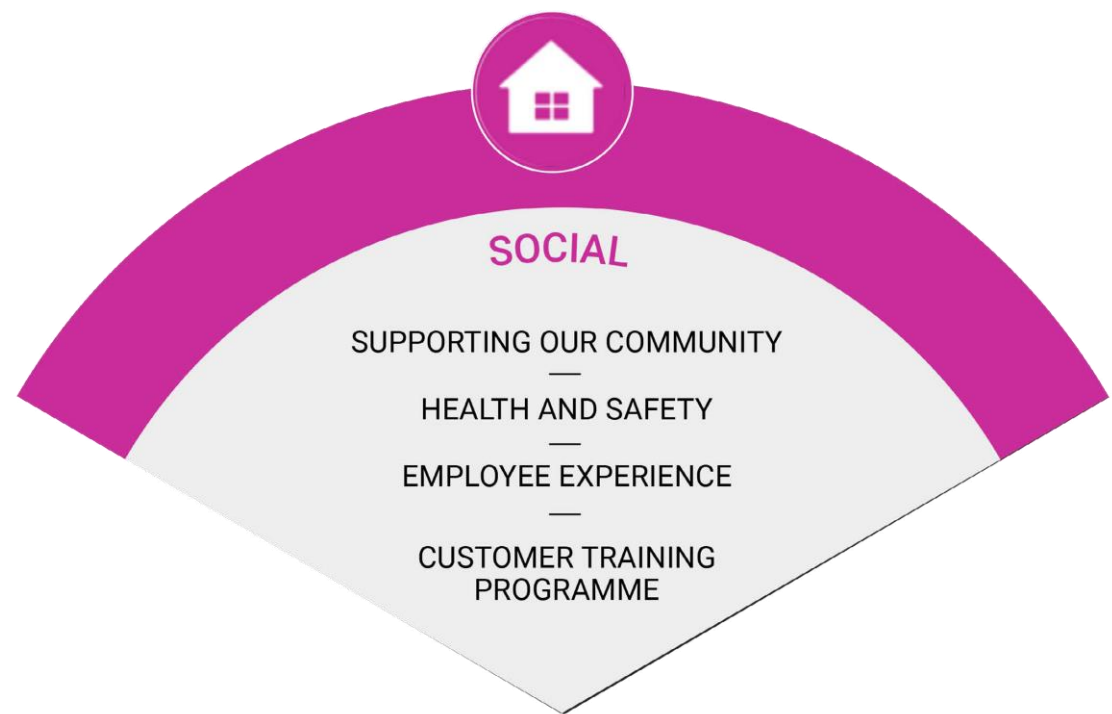 SOCIAL
SUPPORTING OUR COMMUNITY
HEALTH AND SAFETY
EMPLOYEE EXPERIENCE
CUSTOMER TRAINING
PROGRAMME